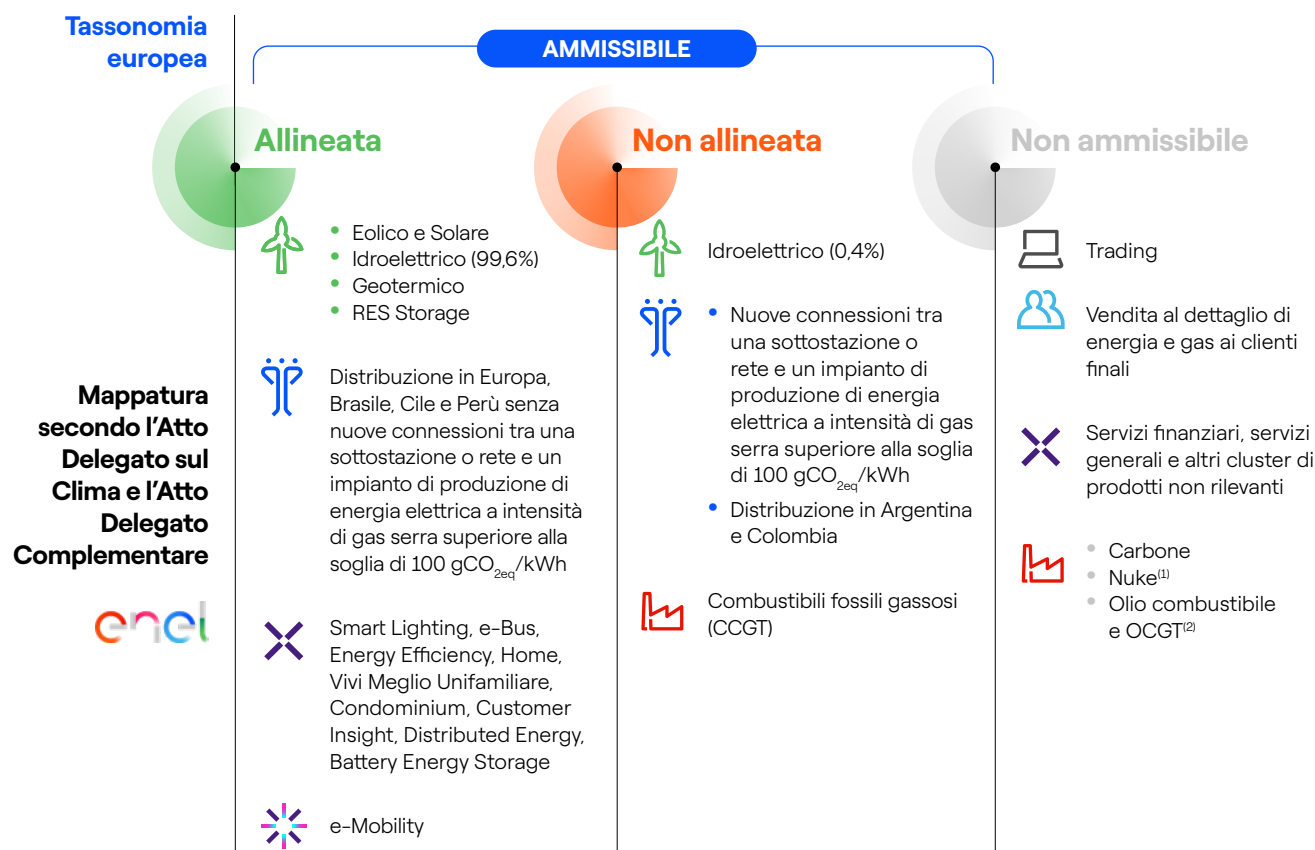 Tassonomia
europea
AMMISSIBILE
Allineata
Non allineata
Non ammissibile
Mappatura
secondo l'Atto
Delegato sul
Clima e l'Atto
Delegato
Complementare
enel
• Eolico e Solare
• Idroelettrico (99,6%)
• Geotermico
• RES Storage
Distribuzione in Europa,
Brasile, Cile e Perù senza
nuove connessioni tra una
sottostazione o rete e un
impianto di produzione di
energia elettrica a intensità
di gas serra superiore alla
soglia di 100 gCO2eq/kWh
Smart Lighting, e-Bus,
Energy Efficiency, Home,
Vivi Meglio Unifamiliare,
Condominium, Customer
Insight, Distributed Energy,
Battery Energy Storage
e-Mobility
Idroelettrico (0,4%)
• Nuove connessioni tra
una sottostazione o
rete e un impianto di
produzione di energia
elettrica a intensità di gas
serra superiore alla soglia
di 100 gCO2eq/kWh
• Distribuzione in Argentina
e Colombia
Combustibili fossili gassosi
(CCGT)
Trading
Vendita al dettaglio di
energia e gas ai clienti
finali
Servizi finanziari, servizi
generali e altri cluster di
prodotti non rilevanti
• Carbone
• Nuke(1)
• Olio combustibile
e OCGT(2)